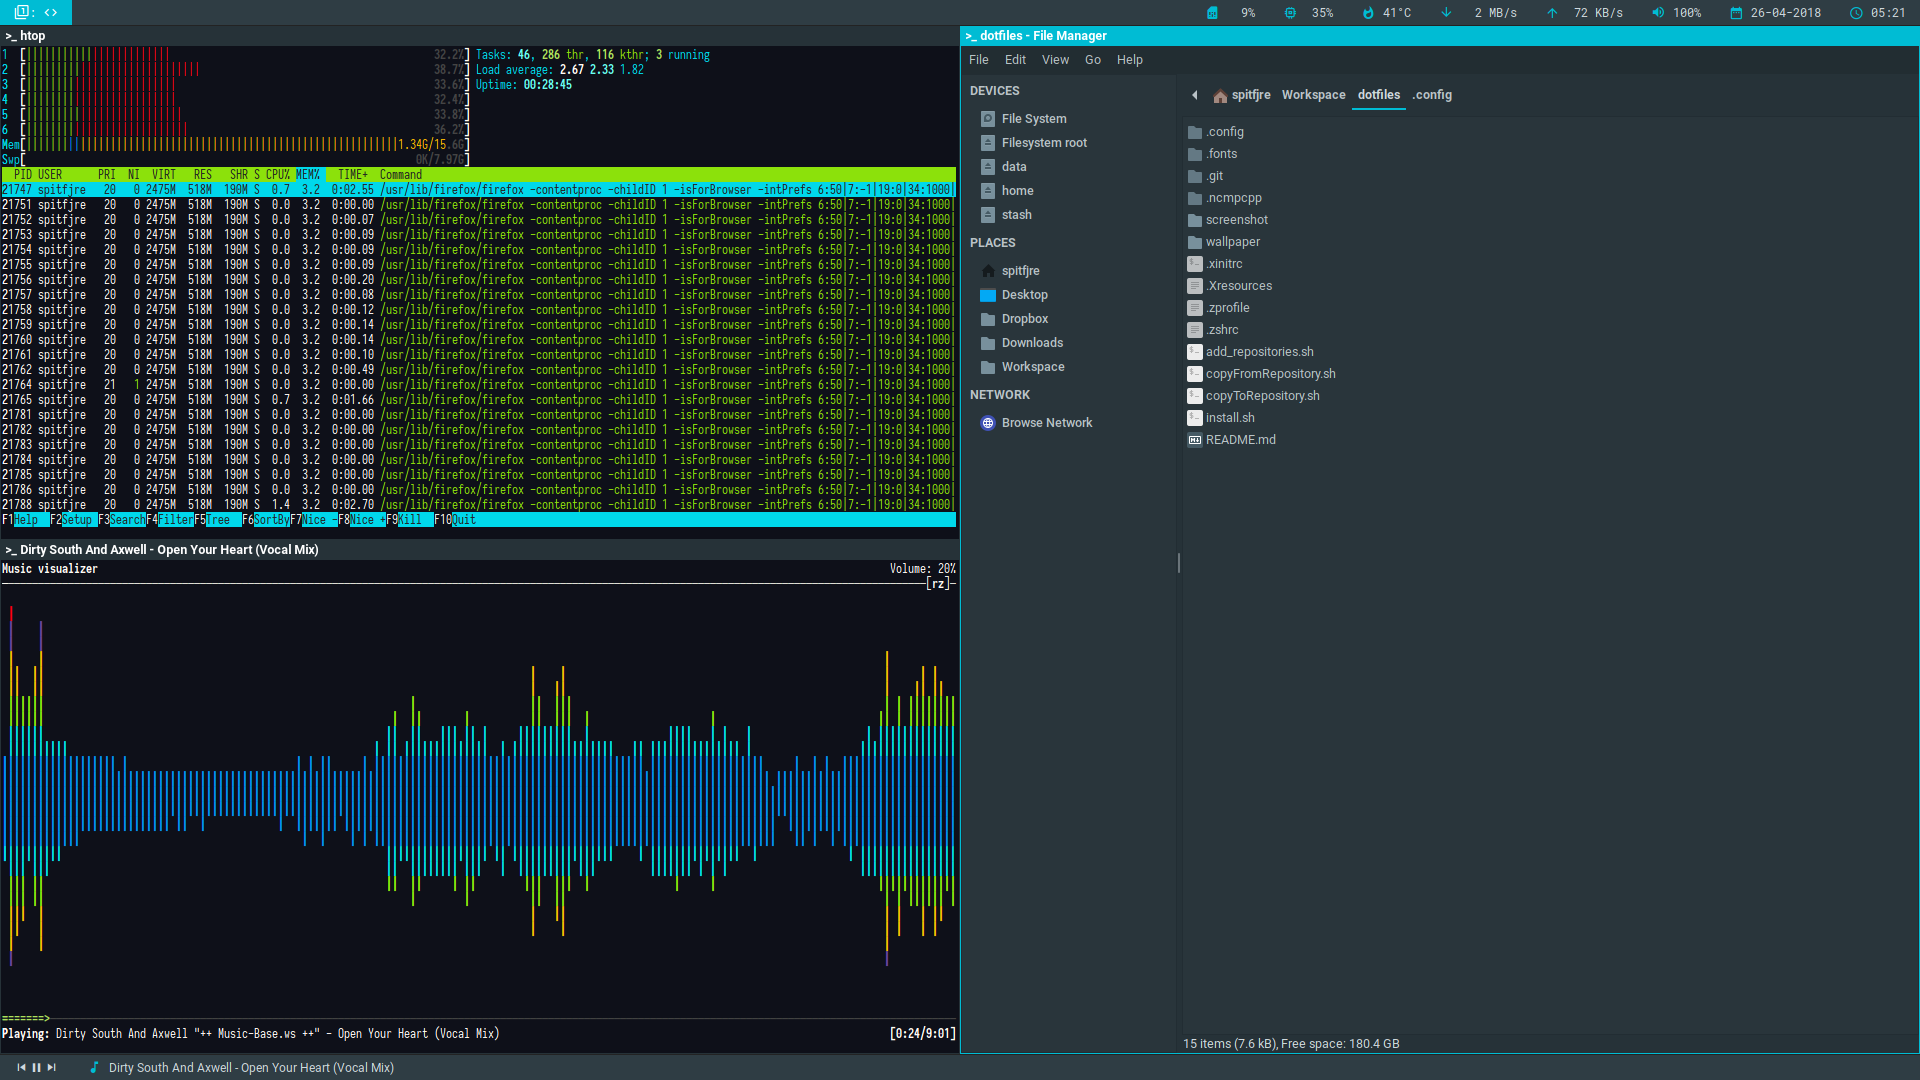 1: <>
9% 35% 41°C 2 MB/s 72 KB/s 100% 26-04-2018 05:21
>_ htop
1 [ 32.2%]
2 [ 38.7%]
3 [ 33.6%]
4 [ 32.4%]
5 [ 33.8%]
6 [ 36.2%]
Mem[ 1.34G/15.6G]
Swp[ 0K/7.97G]
Tasks: 46, 286 thr, 116 kthr; 3 running
Load average: 2.67 2.33 1.82
Uptime: 00:28:45
PID USER PRI NI VIRT RES SHR S CPU% MEM% TIME+ Command
21747 spitfjre 20 0 2475M 518M 190M S 0.7 3.2 0:02.55 /usr/lib/firefox/firefox -contentproc -childID 1 -isForBrowser -intPrefs 6:50|7:-1|19:0|34:1000|
21751 spitfjre 20 0 2475M 518M 190M S 0.0 3.2 0:00.00 /usr/lib/firefox/firefox -contentproc -childID 1 -isForBrowser -intPrefs 6:50|7:-1|19:0|34:1000|
21752 spitfjre 20 0 2475M 518M 190M S 0.0 3.2 0:00.07 /usr/lib/firefox/firefox -contentproc -childID 1 -isForBrowser -intPrefs 6:50|7:-1|19:0|34:1000|
21753 spitfjre 20 0 2475M 518M 190M S 0.0 3.2 0:00.09 /usr/lib/firefox/firefox -contentproc -childID 1 -isForBrowser -intPrefs 6:50|7:-1|19:0|34:1000|
21754 spitfjre 20 0 2475M 518M 190M S 0.0 3.2 0:00.09 /usr/lib/firefox/firefox -contentproc -childID 1 -isForBrowser -intPrefs 6:50|7:-1|19:0|34:1000|
21755 spitfjre 20 0 2475M 518M 190M S 0.0 3.2 0:00.09 /usr/lib/firefox/firefox -contentproc -childID 1 -isForBrowser -intPrefs 6:50|7:-1|19:0|34:1000|
21756 spitfjre 20 0 2475M 518M 190M S 0.0 3.2 0:00.20 /usr/lib/firefox/firefox -contentproc -childID 1 -isForBrowser -intPrefs 6:50|7:-1|19:0|34:1000|
21757 spitfjre 20 0 2475M 518M 190M S 0.0 3.2 0:00.08 /usr/lib/firefox/firefox -contentproc -childID 1 -isForBrowser -intPrefs 6:50|7:-1|19:0|34:1000|
21758 spitfjre 20 0 2475M 518M 190M S 0.0 3.2 0:00.12 /usr/lib/firefox/firefox -contentproc -childID 1 -isForBrowser -intPrefs 6:50|7:-1|19:0|34:1000|
21759 spitfjre 20 0 2475M 518M 190M S 0.0 3.2 0:00.14 /usr/lib/firefox/firefox -contentproc -childID 1 -isForBrowser -intPrefs 6:50|7:-1|19:0|34:1000|
21760 spitfjre 20 0 2475M 518M 190M S 0.0 3.2 0:00.14 /usr/lib/firefox/firefox -contentproc -childID 1 -isForBrowser -intPrefs 6:50|7:-1|19:0|34:1000|
21761 spitfjre 20 0 2475M 518M 190M S 0.0 3.2 0:00.10 /usr/lib/firefox/firefox -contentproc -childID 1 -isForBrowser -intPrefs 6:50|7:-1|19:0|34:1000|
21762 spitfjre 20 0 2475M 518M 190M S 0.0 3.2 0:00.49 /usr/lib/firefox/firefox -contentproc -childID 1 -isForBrowser -intPrefs 6:50|7:-1|19:0|34:1000|
21764 spitfjre 21 1 2475M 518M 190M S 0.0 3.2 0:00.00 /usr/lib/firefox/firefox -contentproc -childID 1 -isForBrowser -intPrefs 6:50|7:-1|19:0|34:1000|
21765 spitfjre 20 0 2475M 518M 190M S 0.7 3.2 0:01.66 /usr/lib/firefox/firefox -contentproc -childID 1 -isForBrowser -intPrefs 6:50|7:-1|19:0|34:1000|
21781 spitfjre 20 0 2475M 518M 190M S 0.0 3.2 0:00.00 /usr/lib/firefox/firefox -contentproc -childID 1 -isForBrowser -intPrefs 6:50|7:-1|19:0|34:1000|
21782 spitfjre 20 0 2475M 518M 190M S 0.0 3.2 0:00.00 /usr/lib/firefox/firefox -contentproc -childID 1 -isForBrowser -intPrefs 6:50|7:-1|19:0|34:1000|
21783 spitfjre 20 0 2475M 518M 190M S 0.0 3.2 0:00.00 /usr/lib/firefox/firefox -contentproc -childID 1 -isForBrowser -intPrefs 6:50|7:-1|19:0|34:1000|
21784 spitfjre 20 0 2475M 518M 190M S 0.0 3.2 0:00.00 /usr/lib/firefox/firefox -contentproc -childID 1 -isForBrowser -intPrefs 6:50|7:-1|19:0|34:1000|
21785 spitfjre 20 0 2475M 518M 190M S 0.0 3.2 0:00.00 /usr/lib/firefox/firefox -contentproc -childID 1 -isForBrowser -intPrefs 6:50|7:-1|19:0|34:1000|
21786 spitfjre 20 0 2475M 518M 190M S 0.0 3.2 0:00.00 /usr/lib/firefox/firefox -contentproc -childID 1 -isForBrowser -intPrefs 6:50|7:-1|19:0|34:1000|
21788 spitfjre 20 0 2475M 518M 190M S 1.4 3.2 0:02.70 /usr/lib/firefox/firefox -contentproc -childID 1 -isForBrowser -intPrefs 6:50|7:-1|19:0|34:1000|
F1Help F2Setup F3SearchF4FilterF5Tree F6SortByF7Nice -F8Nice +F9Kill F10Quit
>_ Dirty South And Axwell - Open Your Heart (Vocal Mix)
Music visualizer Volume: 20%
[rz]
=======>
Playing: Dirty South And Axwell "++ Music-Base.ws ++" - Open Your Heart (Vocal Mix) [0:24/9:01]
Dirty South And Axwell - Open Your Heart (Vocal Mix)
>_ dotfiles - File Manager
File Edit View Go Help
DEVICES
File System
Filesystem root
data
home
stash
PLACES
spitfjre
Desktop
Dropbox
Downloads
Workspace
NETWORK
Browse Network
spitfjre Workspace dotfiles .config
.config
.fonts
.git
.ncmpcpp
screenshot
wallpaper
.xinitrc
.Xresources
.zprofile
.zshrc
add_repositories.sh
copyFromRepository.sh
copyToRepository.sh
install.sh
README.md
15 items (7.6 kB), Free space: 180.4 GB